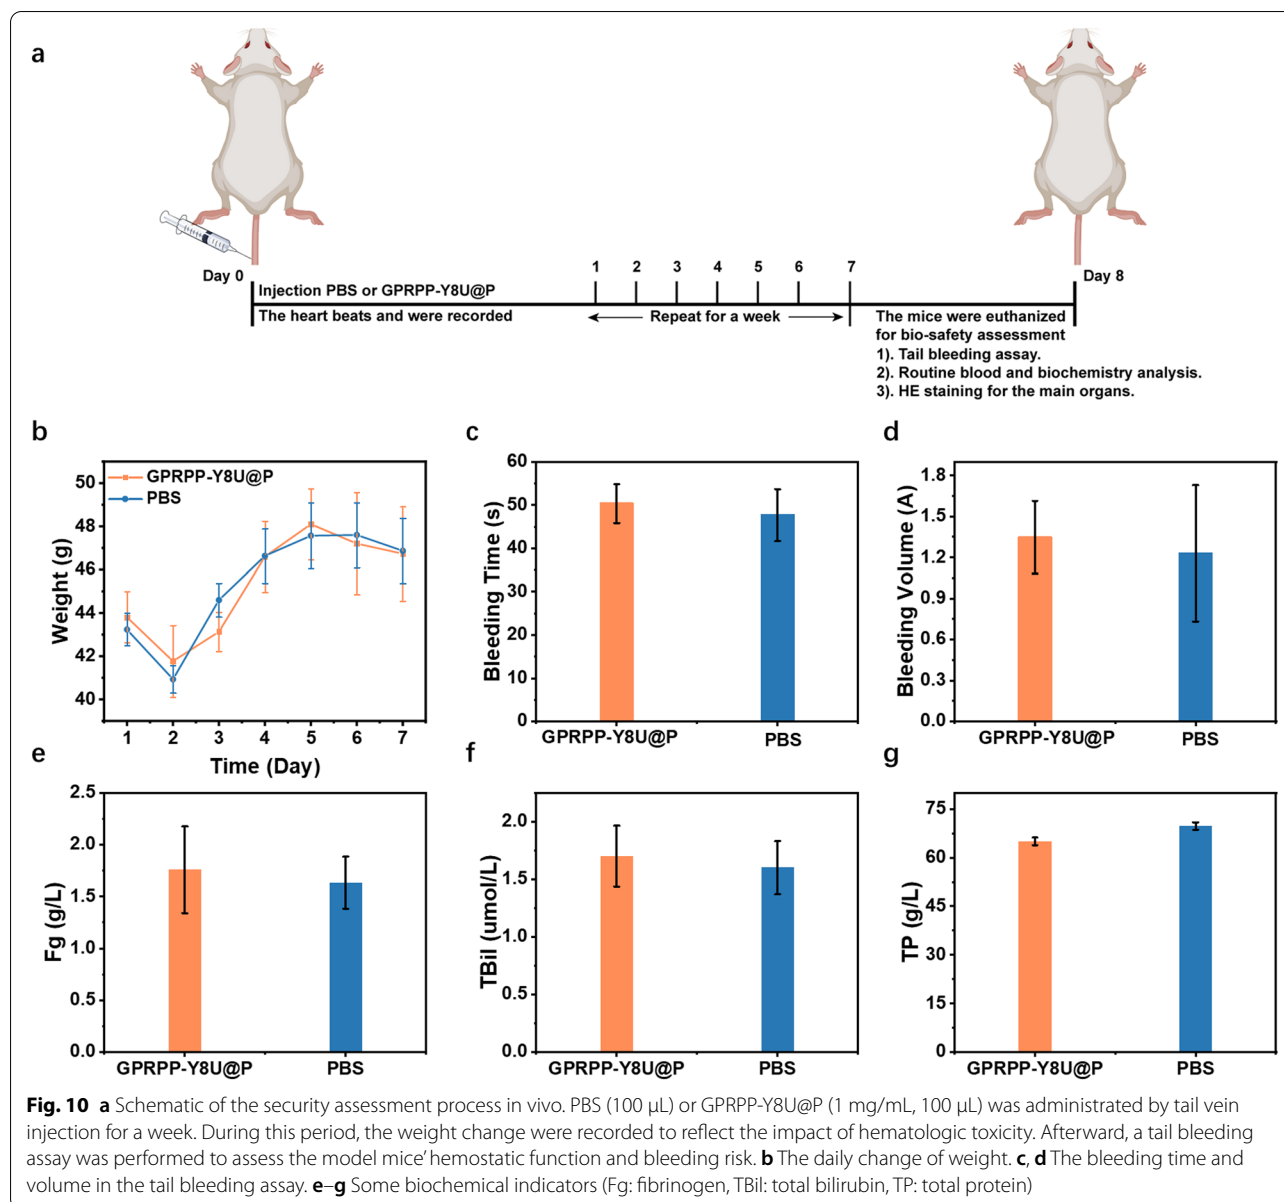 a
Day 0
Injection PBS or GPRPP-Y8U@P
The heart beats and were recorded
1 2 3 4 5 6 7
Repeat for a week
Day 8
The mice were euthanized
for bio-safety assessment
1). Tail bleeding assay.
2). Routine blood and biochemistry analysis.
3). HE staining for the main organs.
b
Weight (g)
50
48
46
44
42
40
GPRPP-Y8U@P
PBS
1 2 3 4 5 6 7
Time (Day)
c
Bleeding Time (s)
60
50
40
30
20
10
0
GPRPP-Y8U@P PBS
d
Bleeding Volume (A)
1.8
1.5
1.2
0.9
0.6
0.3
0.0
GPRPP-Y8U@P PBS
e
Fg (g/L)
2.5
2.0
1.5
1.0
0.5
0.0
GPRPP-Y8U@P PBS
f
TBil (umol/L)
2.0
1.5
1.0
0.5
0.0
GPRPP-Y8U@P PBS
g
TP (g/L)
75
60
45
30
15
0
GPRPP-Y8U@P PBS
Fig. 10 a Schematic of the security assessment process in vivo. PBS (100 μL) or GPRPP-Y8U@P (1 mg/mL, 100 μL) was administrated by tail vein
injection for a week. During this period, the weight change were recorded to reflect the impact of hematologic toxicity. Afterward, a tail bleeding
assay was performed to assess the model mice' hemostatic function and bleeding risk. b The daily change of weight. c, d The bleeding time and
volume in the tail bleeding assay. e–g Some biochemical indicators (Fg: fibrinogen, TBil: total bilirubin, TP: total protein)